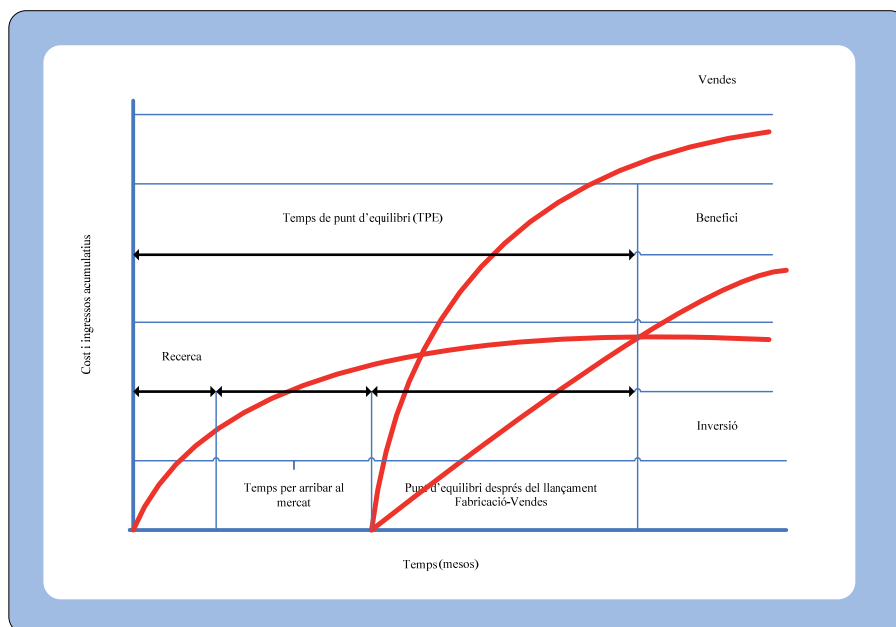 Vendes
Temps de punt d'equilibri (TPE)
Benefici
Cost i ingressos acumulatius
Recerca
Inversió
Temps per arribar al
mercat
Punt d'equilibri després del llançament
Fabricació-Vendes
Temps (mesos)